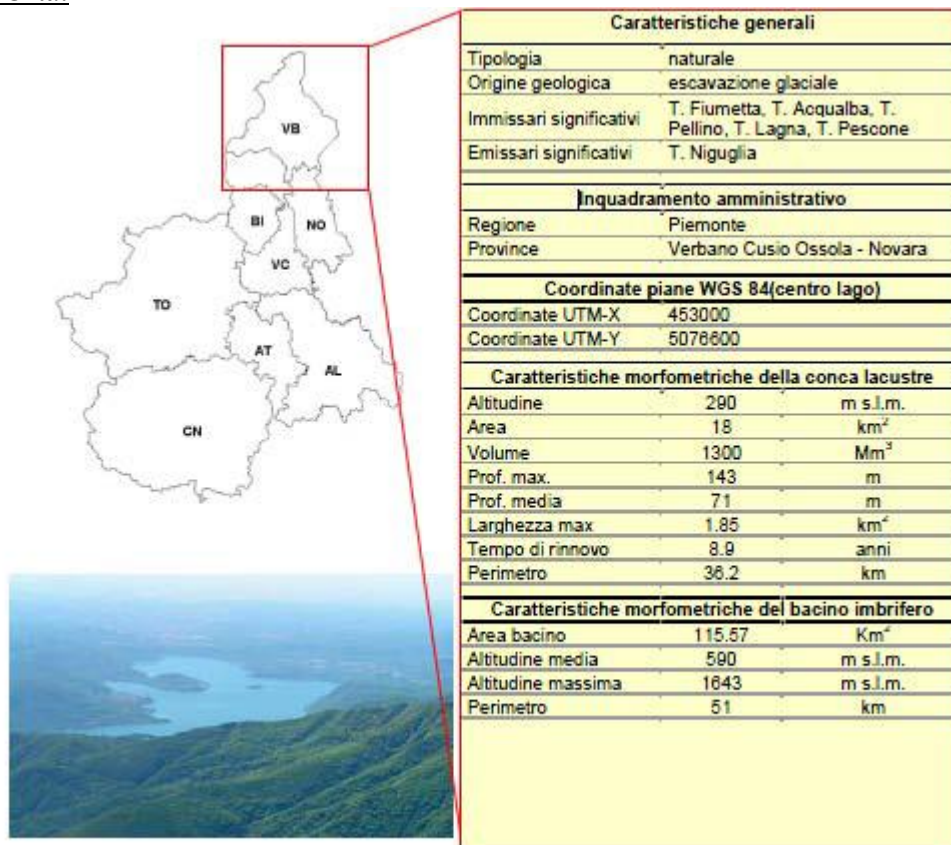 VB
BI
NO
VC
TO
AT
AL
CN
Caratteristiche generali
Tipologia naturale
Origine geologica escavazione glaciale
Immissari significativi T. Fiumetta, T. Acqualba, T.
Pellino, T. Lagna, T. Pescone
Emissari significativi T. Niguglia
Inquadramento amministrativo
Regione Piemonte
Province Verbano Cusio Ossola - Novara
Coordinate piane WGS 84(centro lago)
Coordinate UTM-X 453000
Coordinate UTM-Y 5076600
Caratteristiche morfometriche della conca lacustre
Altitudine 290 m s.l.m.
Area 18 km²
Volume 1300 Mm³
Prof. max. 143 m
Prof. media 71 m
Larghezza max 1.85 km²
Tempo di rinnovo 8.9 anni
Perimetro 36.2 km
Caratteristiche morfometriche del bacino imbrifero
Area bacino 115.57 Km²
Altitudine media 590 m s.l.m.
Altitudine massima 1643 m s.l.m.
Perimetro 51 km